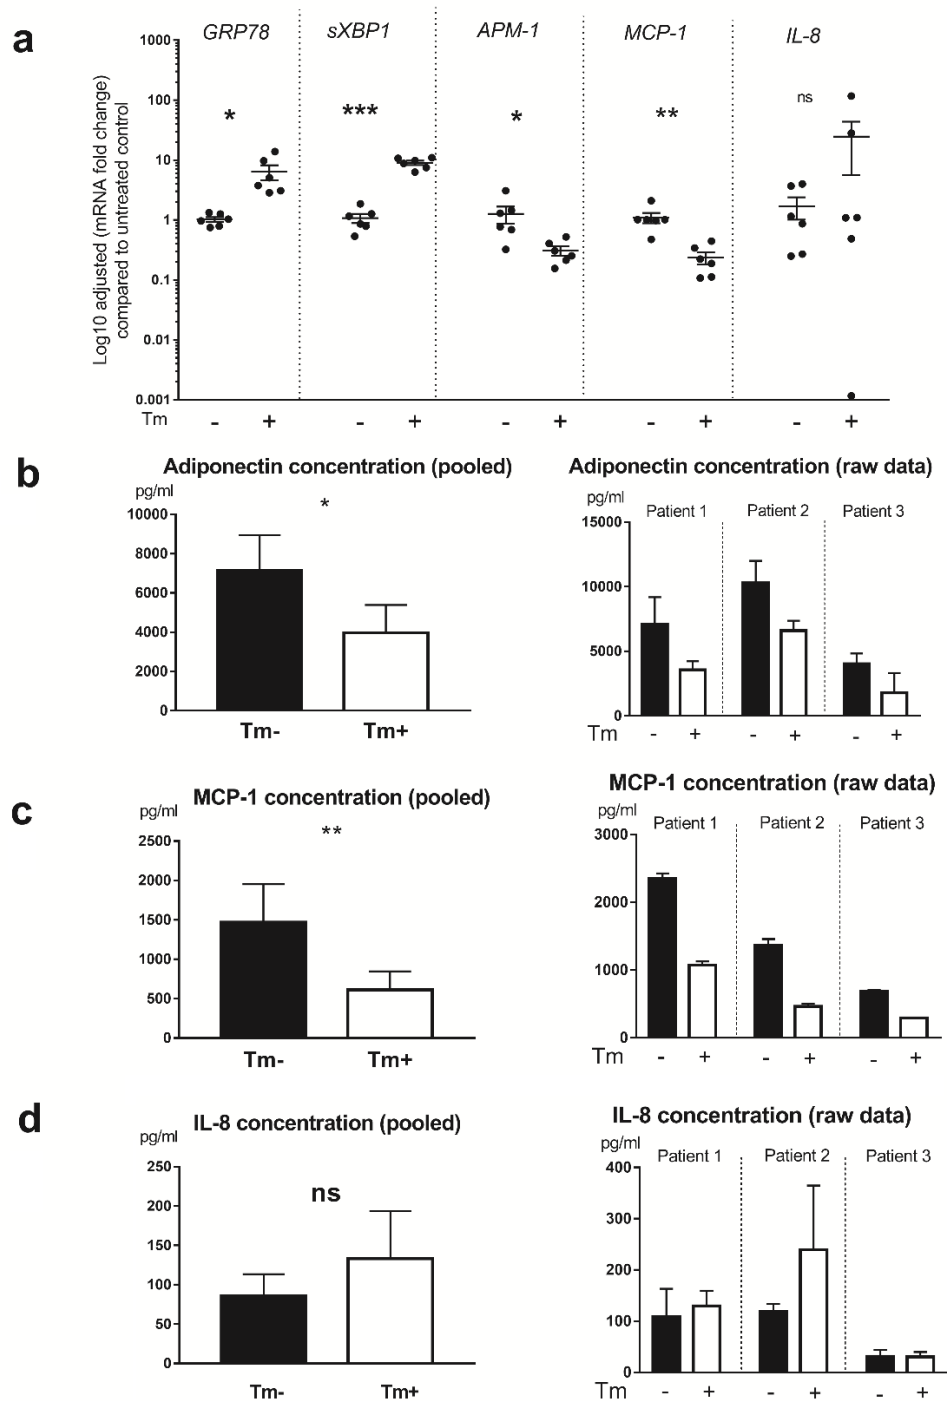 a
GRP78 sXBP1 APM-1 MCP-1 IL-8
Log10 adjusted (mRNA fold change)
compared to untreated control
1000
100
10
1
0.1
0.01
0.001
* *** * ** ns
Tm - + - + - + - + - +
b
Adiponectin concentration (pooled)
pg/ml
*
10000
8000
6000
4000
2000
0
Tm- Tm+
Adiponectin concentration (raw data)
pg/ml
Patient 1 Patient 2 Patient 3
15000
10000
5000
0
Tm - + - + - +
c
MCP-1 concentration (pooled)
pg/ml
**
2500
2000
1500
1000
500
0
Tm- Tm+
MCP-1 concentration (raw data)
pg/ml
Patient 1 Patient 2 Patient 3
3000
2000
1000
0
Tm - + - + - +
d
IL-8 concentration (pooled)
pg/ml
ns
250
200
150
100
50
0
Tm- Tm+
IL-8 concentration (raw data)
pg/ml
Patient 1 Patient 2 Patient 3
400
300
200
100
0
Tm - + - + - +